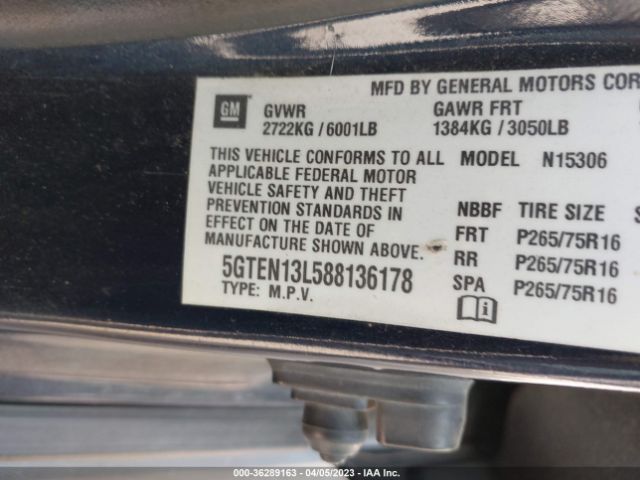 MFD BY GENERAL MOTORS COR
GM
GVWR GAWR FRT
2722KG / 6001LB 1384KG / 3050LB
THIS VEHICLE CONFORMS TO ALL
APPLICABLE FEDERAL MOTOR
VEHICLE SAFETY AND THEFT
PREVENTION STANDARDS IN
EFFECT ON THE DATE OF
MANUFACTURE SHOWN ABOVE.
5GTEN13L588136178
TYPE: M.P.V.
MODEL N15306
NBBF TIRE SIZE S
FRT P265/75R16
RR P265/75R16
SPA P265/75R16
000-36289163 - 04/05/2023 - IAA Inc.